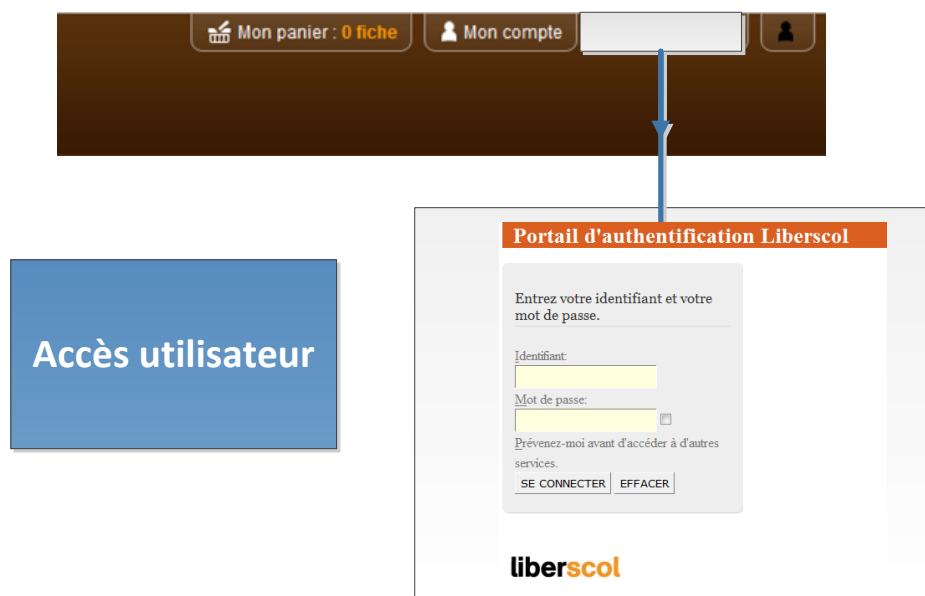 Mon panier : 0 fiche
Mon compte
Portail d'authentification Liberscol
Accès utilisateur
Entrez votre identifiant et votre
mot de passe.
Identifiant:
Mot de passe:
Prévenez-moi avant d'accéder à d'autres
services.
SE CONNECTER EFFACER
liberscol